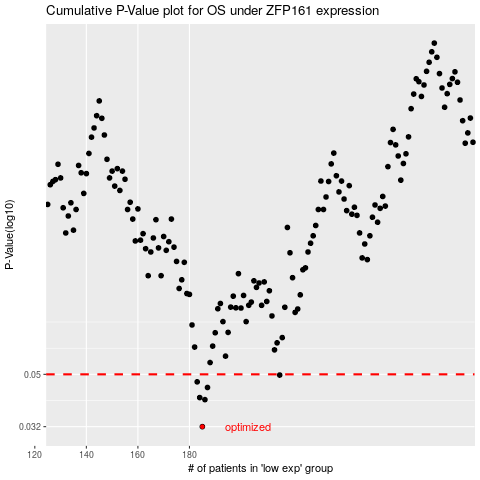 Cumulative P-Value plot for OS under ZFP161 expression
P-Value(log10)
0.05
0.032
optimized
120 140 160 180
# of patients in 'low exp' group